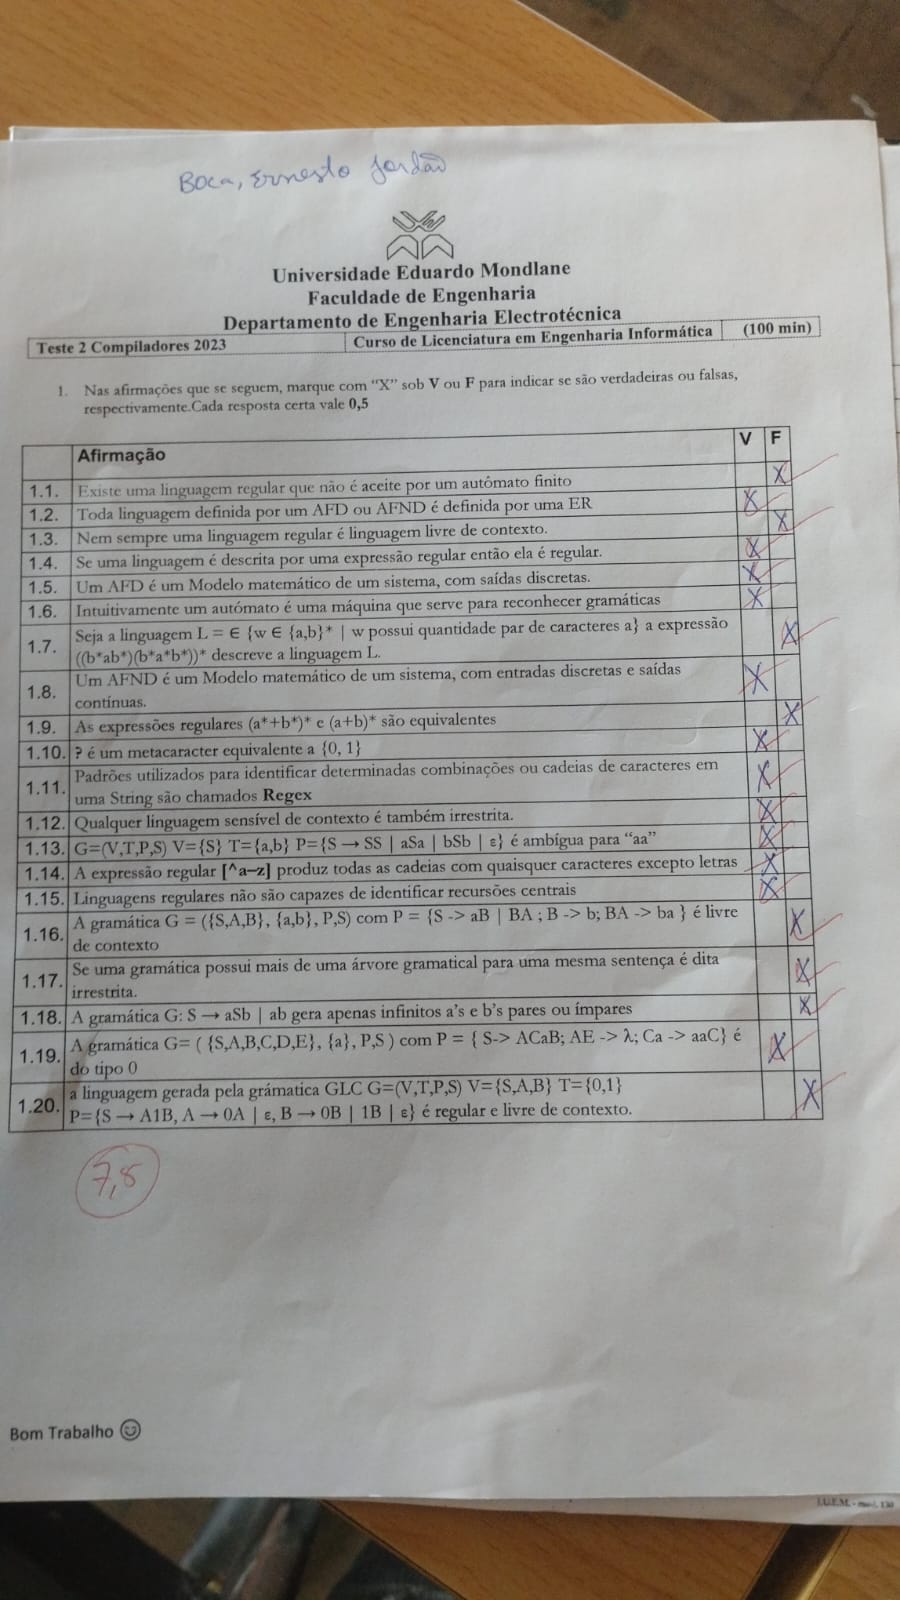 Boca, Ernesto Jordão
Universidade Eduardo Mondlane
Faculdade de Engenharia
Departamento de Engenharia Electrotécnica
Teste 2 Compiladores 2023 Curso de Licenciatura em Engenharia Informática (100 min)
1. Nas afirmações que se seguem, marque com “X” sob V ou F para indicar se são verdadeiras ou falsas,
respectivamente.Cada resposta certa vale 0,5
Afirmação V F
1.1. Existe uma linguagem regular que não é aceite por um autômato finito X
1.2. Toda linguagem definida por um AFD ou AFND é definida por uma ER X
1.3. Nem sempre uma linguagem regular é linguagem livre de contexto. X
1.4. Se uma linguagem é descrita por uma expressão regular então ela é regular. X
1.5. Um AFD é um Modelo matemático de um sistema, com saídas discretas. X
1.6. Intuitivamente um autómato é uma máquina que serve para reconhecer gramáticas X
1.7. Seja a linguagem L = ∈ {w ∈ {a,b}* | w possui quantidade par de caracteres a} a expressão X
((b*ab*)(b*a*b*))* descreve a linguagem L.
1.8. Um AFND é um Modelo matemático de um sistema, com entradas discretas e saídas X
contínuas.
1.9. As expressões regulares (a*+b*)* e (a+b)* são equivalentes X
1.10. ? é um metacaracter equivalente a {0, 1} X
1.11. Padrões utilizados para identificar determinadas combinações ou cadeias de caracteres em X
uma String são chamados Regex
1.12. Qualquer linguagem sensível de contexto é também irrestrita. X
1.13. G=(V,T,P,S) V={S} T={a,b} P={S → SS | aSa | bSb | ε} é ambígua para “aa” X
1.14. A expressão regular [^a–z] produz todas as cadeias com quaisquer caracteres excepto letras X
1.15. Linguagens regulares não são capazes de identificar recursões centrais X
1.16. A gramática G = ({S,A,B}, {a,b}, P,S) com P = {S -> aB | BA ; B -> b; BA -> ba } é livre X
de contexto
1.17. Se uma gramática possui mais de uma árvore gramatical para uma mesma sentença é dita X
irrestrita.
1.18. A gramática G: S → aSb | ab gera apenas infinitos a’s e b’s pares ou ímpares X
1.19. A gramática G= ( {S,A,B,C,D,E}, {a}, P,S ) com P = { S-> ACaB; AE -> λ; Ca -> aaC} é X
do tipo 0
1.20. a linguagem gerada pela grámatica GLC G=(V,T,P,S) V={S,A,B} T={0,1} X
P={S → A1B, A → 0A | ε, B → 0B | 1B | ε} é regular e livre de contexto.
7,5
Bom Trabalho ☺